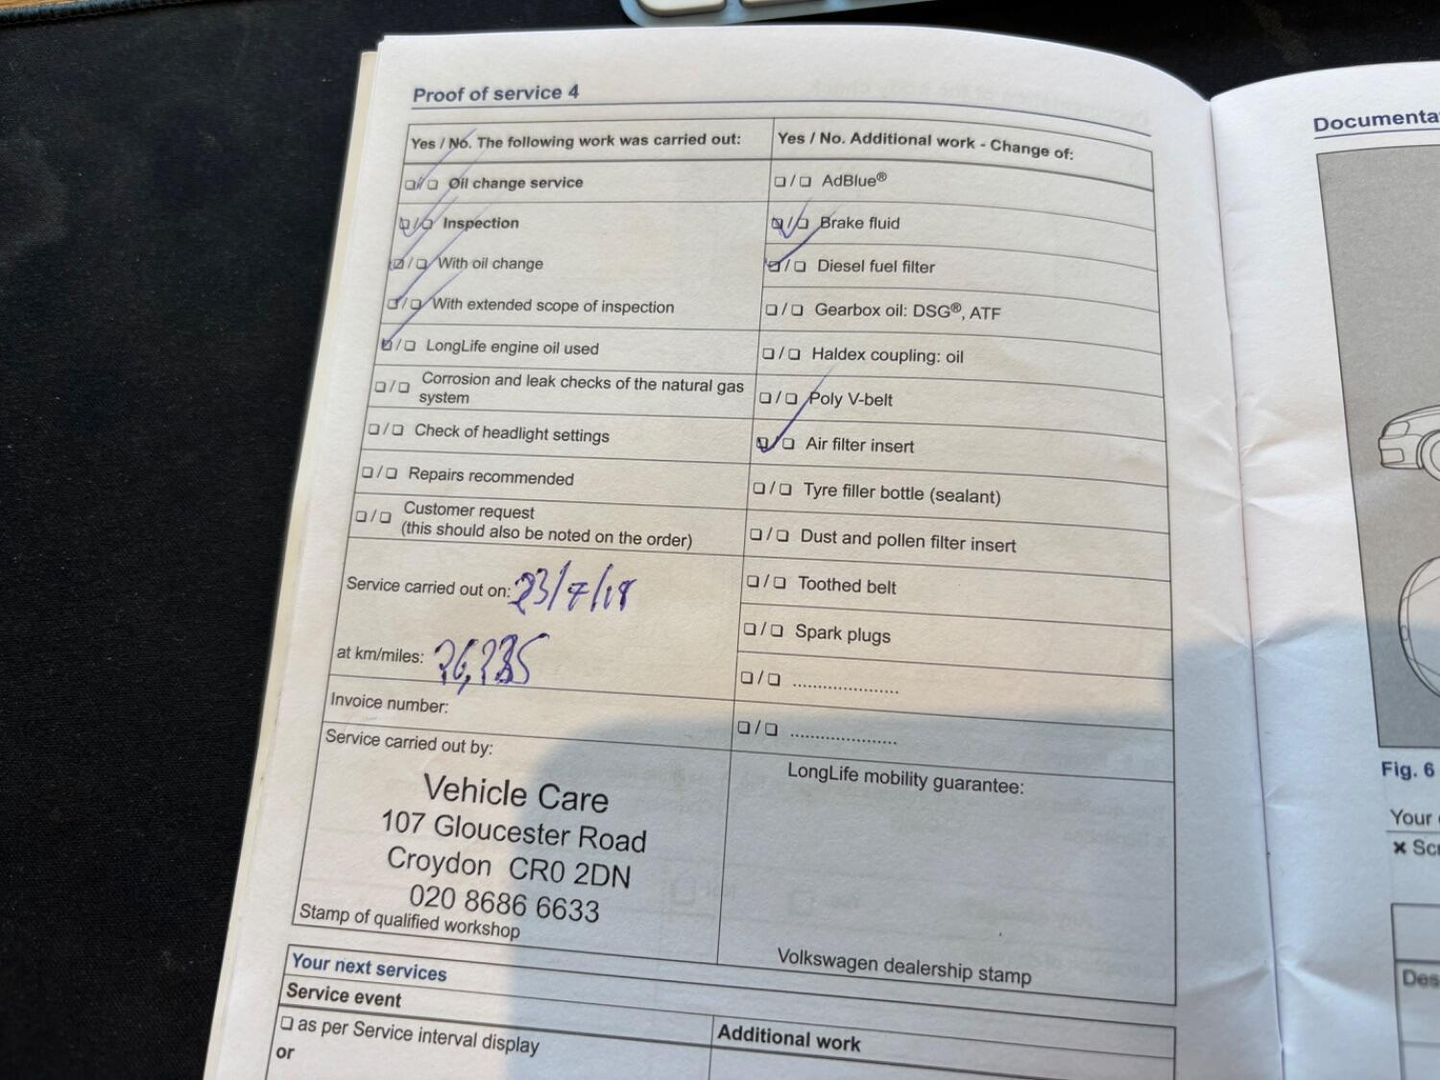 Proof of service 4
Yes / No. The following work was carried out:
❑/❑ Oil change service
❑/❑ Inspection
❑/❑ With oil change
❑/❑ With extended scope of inspection
❑/❑ LongLife engine oil used
❑/❑ Corrosion and leak checks of the natural gas
system
❑/❑ Check of headlight settings
❑/❑ Repairs recommended
❑/❑ Customer request
(this should also be noted on the order)
Service carried out on: 23/7/18
at km/miles:
Invoice number:
Service carried out by:
Vehicle Care
107 Gloucester Road
Croydon CR0 2DN
020 8686 6633
Stamp of qualified workshop
Yes / No. Additional work - Change of:
❑/❑ AdBlue®
❑/❑ Brake fluid
❑/❑ Diesel fuel filter
❑/❑ Gearbox oil: DSG®, ATF
❑/❑ Haldex coupling: oil
❑/❑ Poly V-belt
❑/❑ Air filter insert
❑/❑ Tyre filler bottle (sealant)
❑/❑ Dust and pollen filter insert
❑/❑ Toothed belt
❑/❑ Spark plugs
❑/❑ .....................
❑/❑ .....................
LongLife mobility guarantee:
Volkswagen dealership stamp
Your next services
Service event
❑ as per Service interval display
or
Additional work
Fig. 6
Your
×